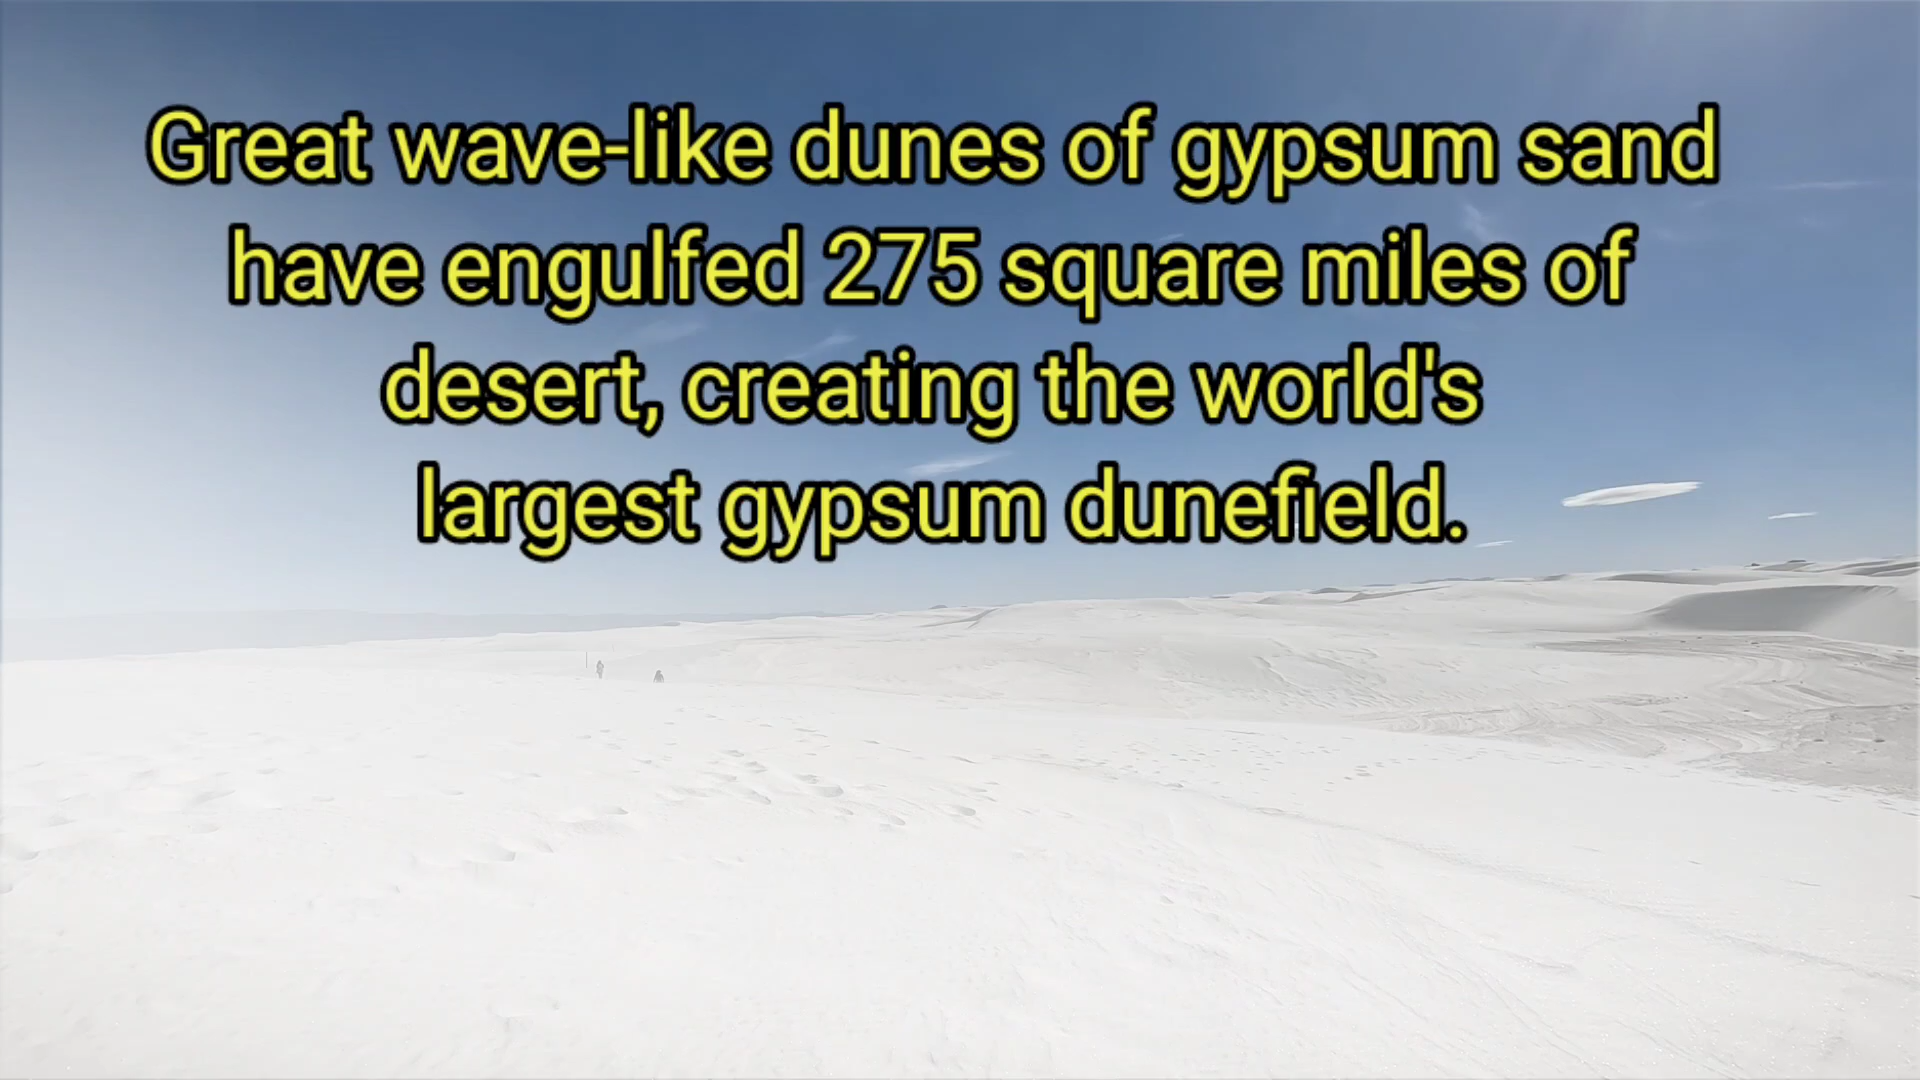 Great wave-like dunes of gypsum sand
have engulfed 275 square miles of
desert, creating the world's
largest gypsum dunefield.